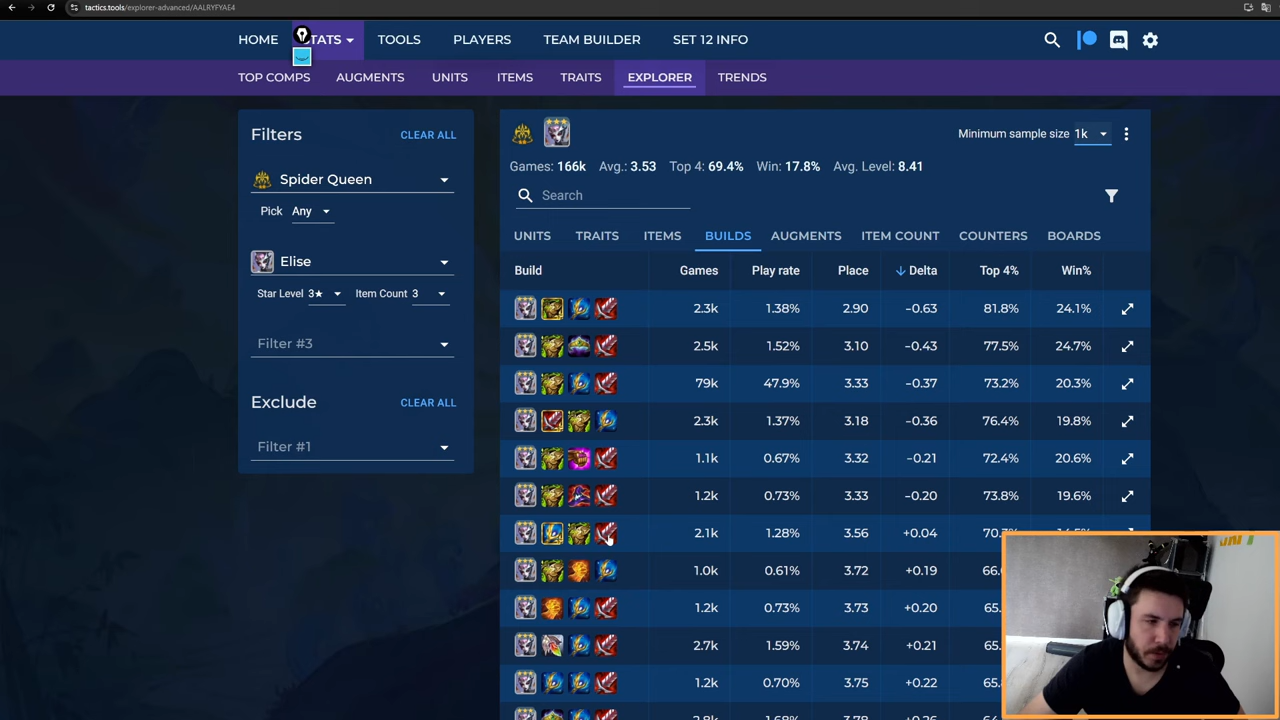 tactics.tools/explorer-advanced/AALRYFYAE4
HOME TATS TOOLS PLAYERS TEAM BUILDER SET 12 INFO
TOP COMPS AUGMENTS UNITS ITEMS TRAITS EXPLORER TRENDS
Filters CLEAR ALL
Spider Queen
Pick Any
Elise
Star Level 3★ Item Count 3
Filter #3
Exclude CLEAR ALL
Filter #1
Minimum sample size 1k
Games: 166k Avg.: 3.53 Top 4: 69.4% Win: 17.8% Avg. Level: 8.41
Search
UNITS TRAITS ITEMS BUILDS AUGMENTS ITEM COUNT COUNTERS BOARDS
Build Games Play rate Place Delta Top 4% Win%
2.3k 1.38% 2.90 −0.63 81.8% 24.1%
2.5k 1.52% 3.10 −0.43 77.5% 24.7%
79k 47.9% 3.33 −0.37 73.2% 20.3%
2.3k 1.37% 3.18 −0.36 76.4% 19.8%
1.1k 0.67% 3.32 −0.21 72.4% 20.6%
1.2k 0.73% 3.33 −0.20 73.8% 19.6%
2.1k 1.28% 3.56 +0.04
1.0k 0.61% 3.72 +0.19
1.2k 0.73% 3.73 +0.20
2.7k 1.59% 3.74 +0.21
1.2k 0.70% 3.75 +0.22